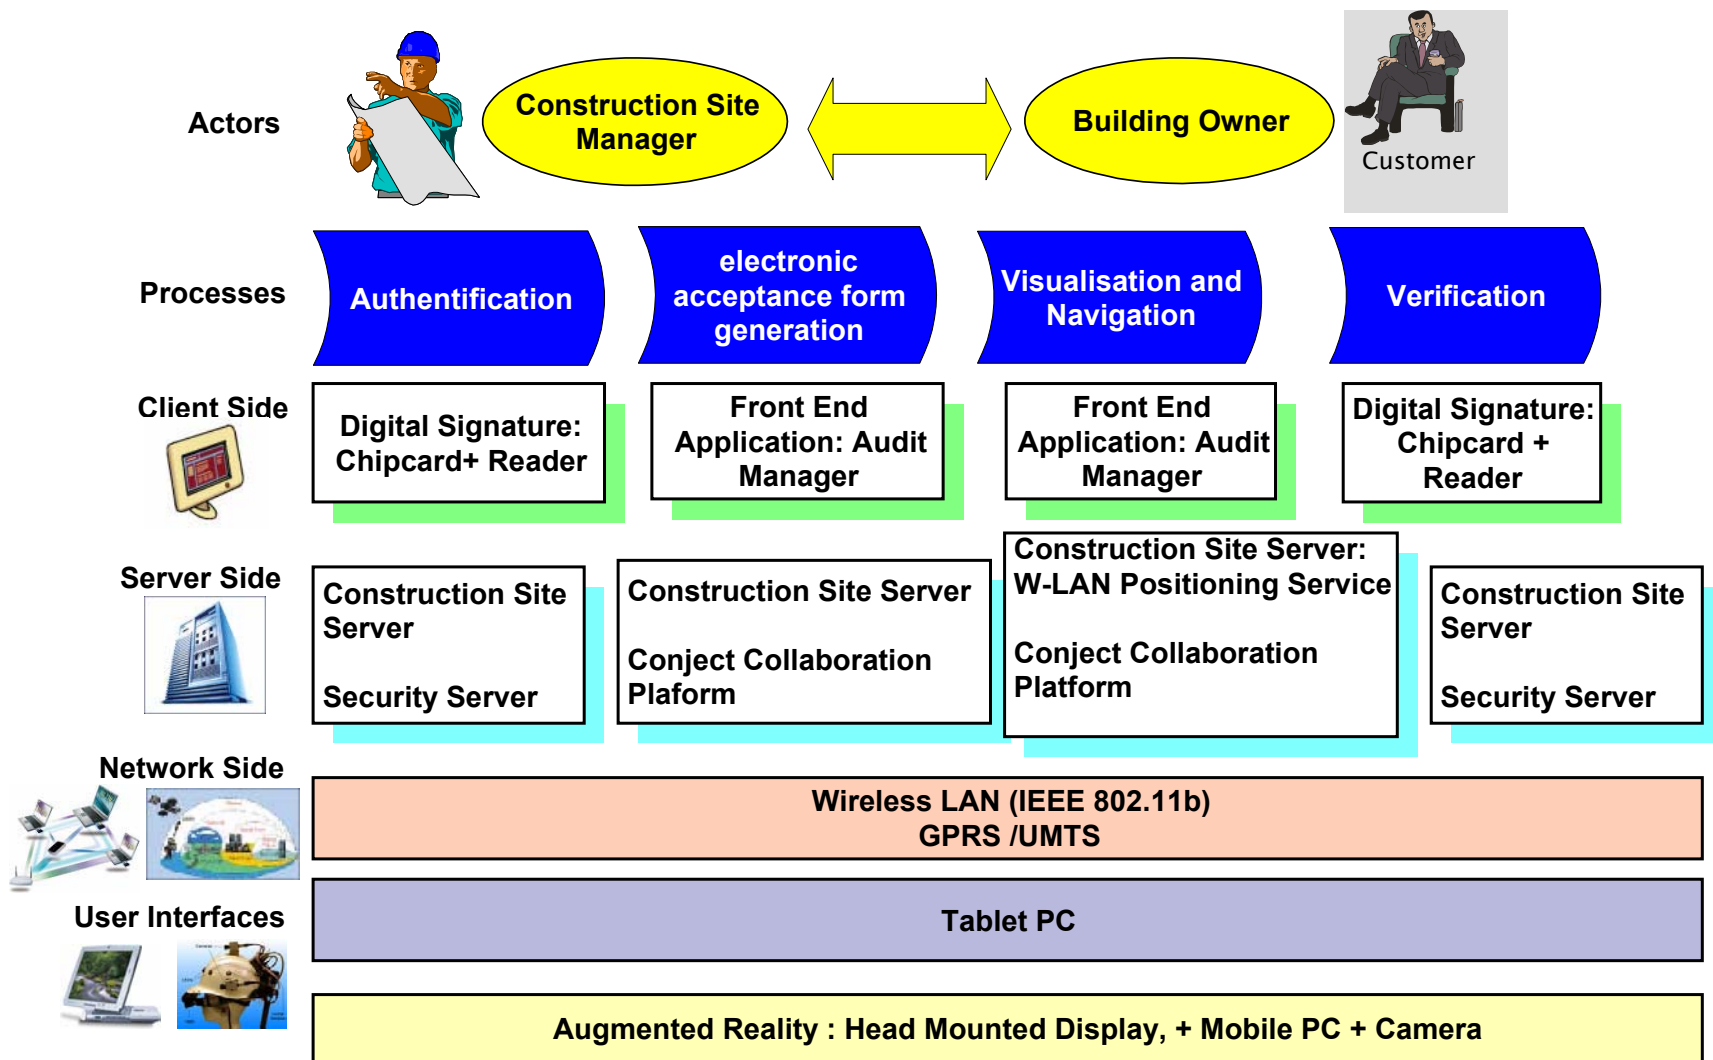 Actors
Construction Site
Manager
Building Owner
Customer
Processes
Authentification
electronic
acceptance form
generation
Visualisation and
Navigation
Verification
Client Side
Digital Signature:
Chipcard+ Reader
Front End
Application: Audit
Manager
Front End
Application: Audit
Manager
Digital Signature:
Chipcard +
Reader
Server Side
Construction Site
Server
Security Server
Construction Site Server
Conject Collaboration
Plaform
Construction Site Server:
W-LAN Positioning Service
Conject Collaboration
Platform
Construction Site
Server
Security Server
Network Side
Wireless LAN (IEEE 802.11b)
GPRS /UMTS
User Interfaces
Tablet PC
Augmented Reality : Head Mounted Display, + Mobile PC + Camera